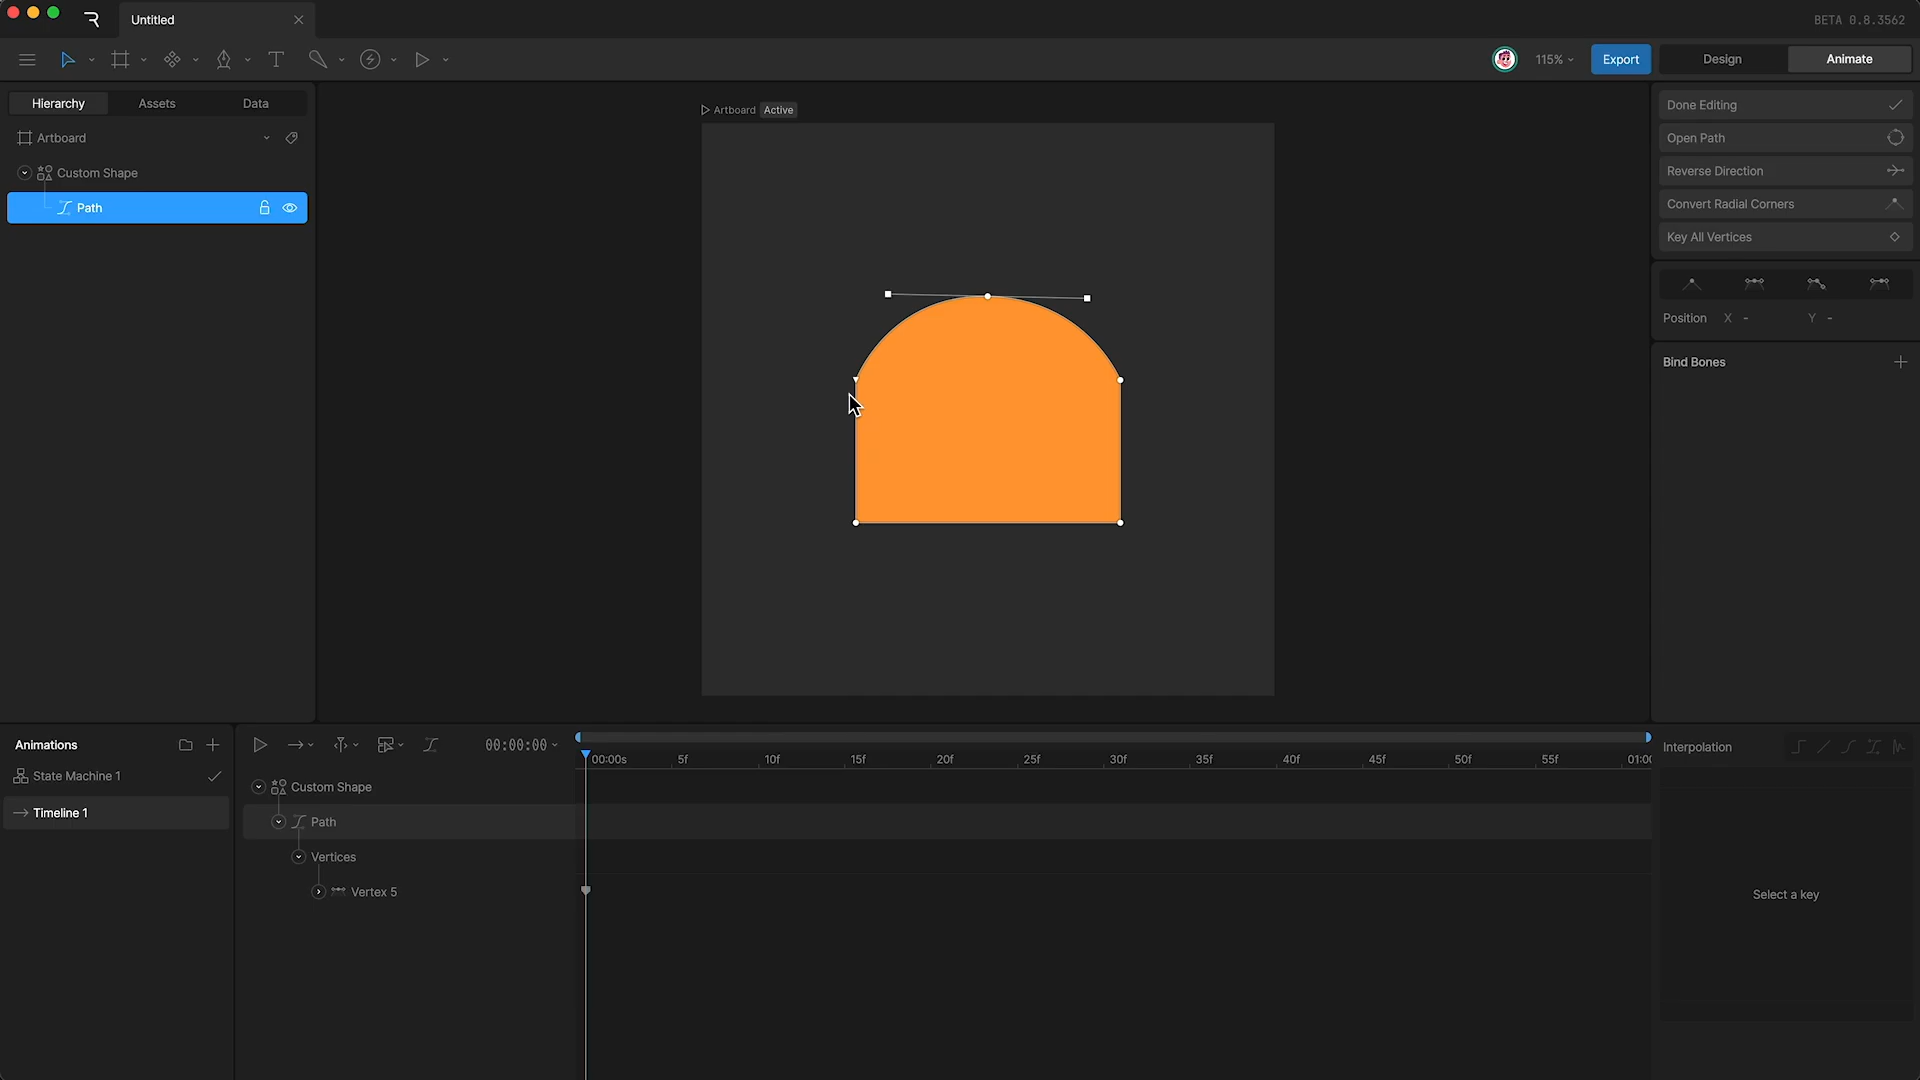 Untitled
BETA 0.8.3562
115%
Export
Design
Animate
Hierarchy
Assets
Data
Artboard
Custom Shape
Path
Artboard
Active
Done Editing
Open Path
Reverse Direction
Convert Radial Corners
Key All Vertices
Position X - Y -
Bind Bones
Animations
State Machine 1
Timeline 1
00:00:00
00:00s 5f 10f 15f 20f 25f 30f 35f 40f 45f 50f 55f 01:00
Custom Shape
Path
Vertices
Vertex 5
Interpolation
Select a key